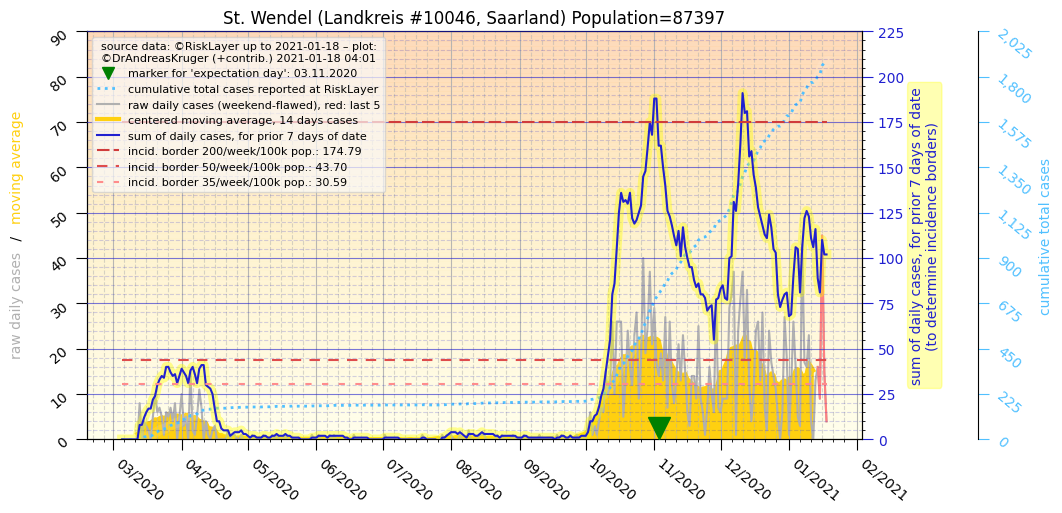 St. Wendel (Landkreis #10046, Saarland) Population=87397
source data: ©RiskLayer up to 2021-01-18 – plot:
©DrAndreasKruger (+contrib.) 2021-01-18 04:01
marker for 'expectation day': 03.11.2020
cumulative total cases reported at RiskLayer
raw daily cases (weekend-flawed), red: last 5
centered moving average, 14 days cases
sum of daily cases, for prior 7 days of date
incid. border 200/week/100k pop.: 174.79
incid. border 50/week/100k pop.: 43.70
incid. border 35/week/100k pop.: 30.59
raw daily cases / moving average
90
80
70
60
50
40
30
20
10
0
03/2020
04/2020
05/2020
06/2020
07/2020
08/2020
09/2020
10/2020
11/2020
12/2020
01/2021
02/2021
225
200
175
150
125
100
75
50
25
0
sum of daily cases, for prior 7 days of date
(to determine incidence borders)
2,025
1,800
1,575
1,350
1,125
900
675
450
225
0
cumulative total cases